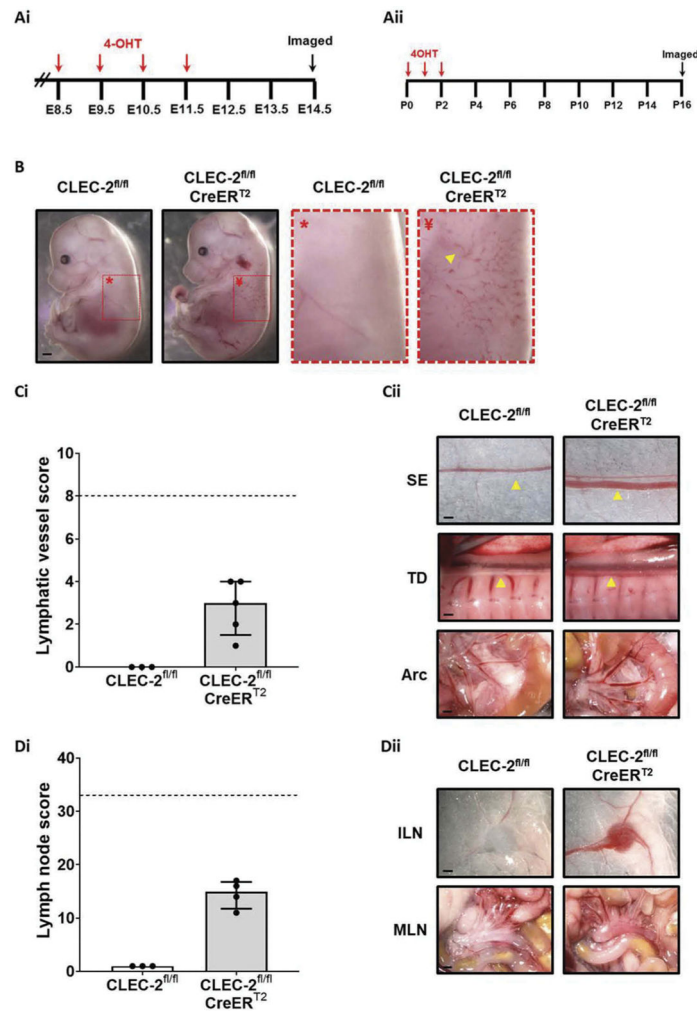 Ai
4-OHT
Imaged
E8.5 E9.5 E10.5 E11.5 E12.5 E13.5 E14.5
Aii
4OHT
Imaged
P0 P2 P4 P6 P8 P10 P12 P14 P16
B
CLEC-2fl/fl
CLEC-2fl/fl
CreERT2
CLEC-2fl/fl
CLEC-2fl/fl
CreERT2
*
¥
*
¥
Ci
Lymphatic vessel score
10
8
6
4
2
0
CLEC-2fl/fl
CLEC-2fl/fl
CreERT2
Cii
CLEC-2fl/fl
CLEC-2fl/fl
CreERT2
SE
TD
Arc
Di
Lymph node score
40
30
20
10
0
CLEC-2fl/fl
CLEC-2fl/fl
CreERT2
Dii
CLEC-2fl/fl
CLEC-2fl/fl
CreERT2
ILN
MLN